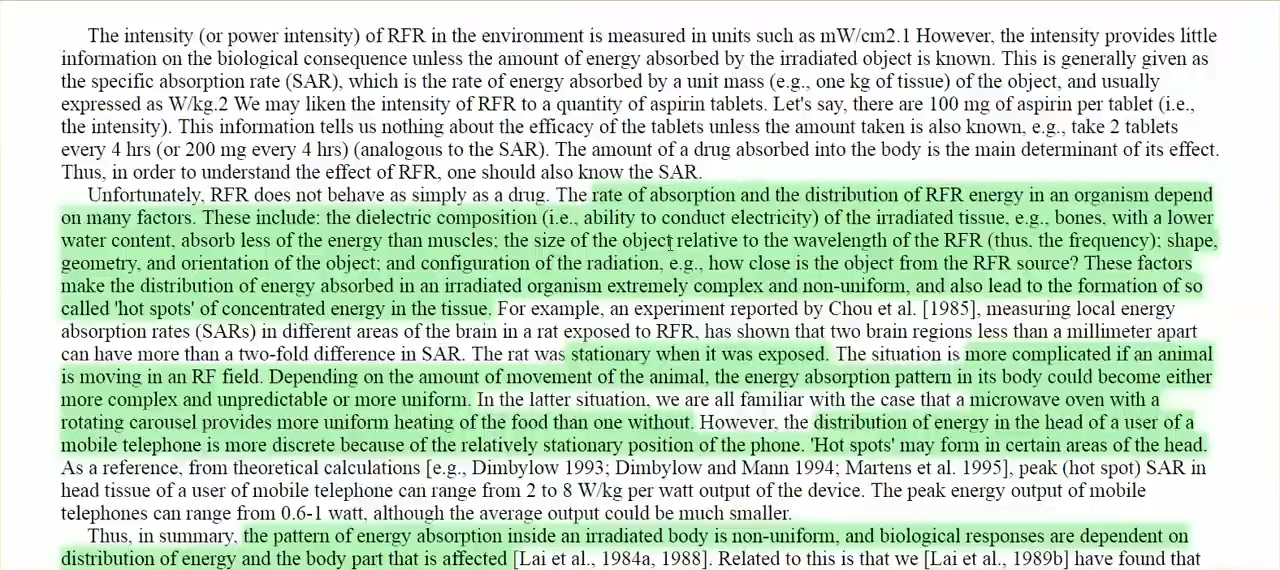 The intensity (or power intensity) of RFR in the environment is measured in units such as mW/cm2.1 However, the intensity provides little
information on the biological consequence unless the amount of energy absorbed by the irradiated object is known. This is generally given as
the specific absorption rate (SAR), which is the rate of energy absorbed by a unit mass (e.g., one kg of tissue) of the object, and usually
expressed as W/kg.2 We may liken the intensity of RFR to a quantity of aspirin tablets. Let's say, there are 100 mg of aspirin per tablet (i.e.,
the intensity). This information tells us nothing about the efficacy of the tablets unless the amount taken is also known, e.g., take 2 tablets
every 4 hrs (or 200 mg every 4 hrs) (analogous to the SAR). The amount of a drug absorbed into the body is the main determinant of its effect.
Thus, in order to understand the effect of RFR, one should also know the SAR.
Unfortunately, RFR does not behave as simply as a drug. The rate of absorption and the distribution of RFR energy in an organism depend
on many factors. These include: the dielectric composition (i.e., ability to conduct electricity) of the irradiated tissue, e.g., bones, with a lower
water content, absorb less of the energy than muscles; the size of the object relative to the wavelength of the RFR (thus, the frequency); shape,
geometry, and orientation of the object; and configuration of the radiation, e.g., how close is the object from the RFR source? These factors
make the distribution of energy absorbed in an irradiated organism extremely complex and non-uniform, and also lead to the formation of so
called 'hot spots' of concentrated energy in the tissue. For example, an experiment reported by Chou et al. [1985], measuring local energy
absorption rates (SARs) in different areas of the brain in a rat exposed to RFR, has shown that two brain regions less than a millimeter apart
can have more than a two-fold difference in SAR. The rat was stationary when it was exposed. The situation is more complicated if an animal
is moving in an RF field. Depending on the amount of movement of the animal, the energy absorption pattern in its body could become either
more complex and unpredictable or more uniform. In the latter situation, we are all familiar with the case that a microwave oven with a
rotating carousel provides more uniform heating of the food than one without. However, the distribution of energy in the head of a user of a
mobile telephone is more discrete because of the relatively stationary position of the phone. 'Hot spots' may form in certain areas of the head.
As a reference, from theoretical calculations [e.g., Dimbylow 1993; Dimbylow and Mann 1994; Martens et al. 1995], peak (hot spot) SAR in
head tissue of a user of mobile telephone can range from 2 to 8 W/kg per watt output of the device. The peak energy output of mobile
telephones can range from 0.6-1 watt, although the average output could be much smaller.
Thus, in summary, the pattern of energy absorption inside an irradiated body is non-uniform, and biological responses are dependent on
distribution of energy and the body part that is affected [Lai et al., 1984a, 1988]. Related to this is that we [Lai et al., 1989b] have found that